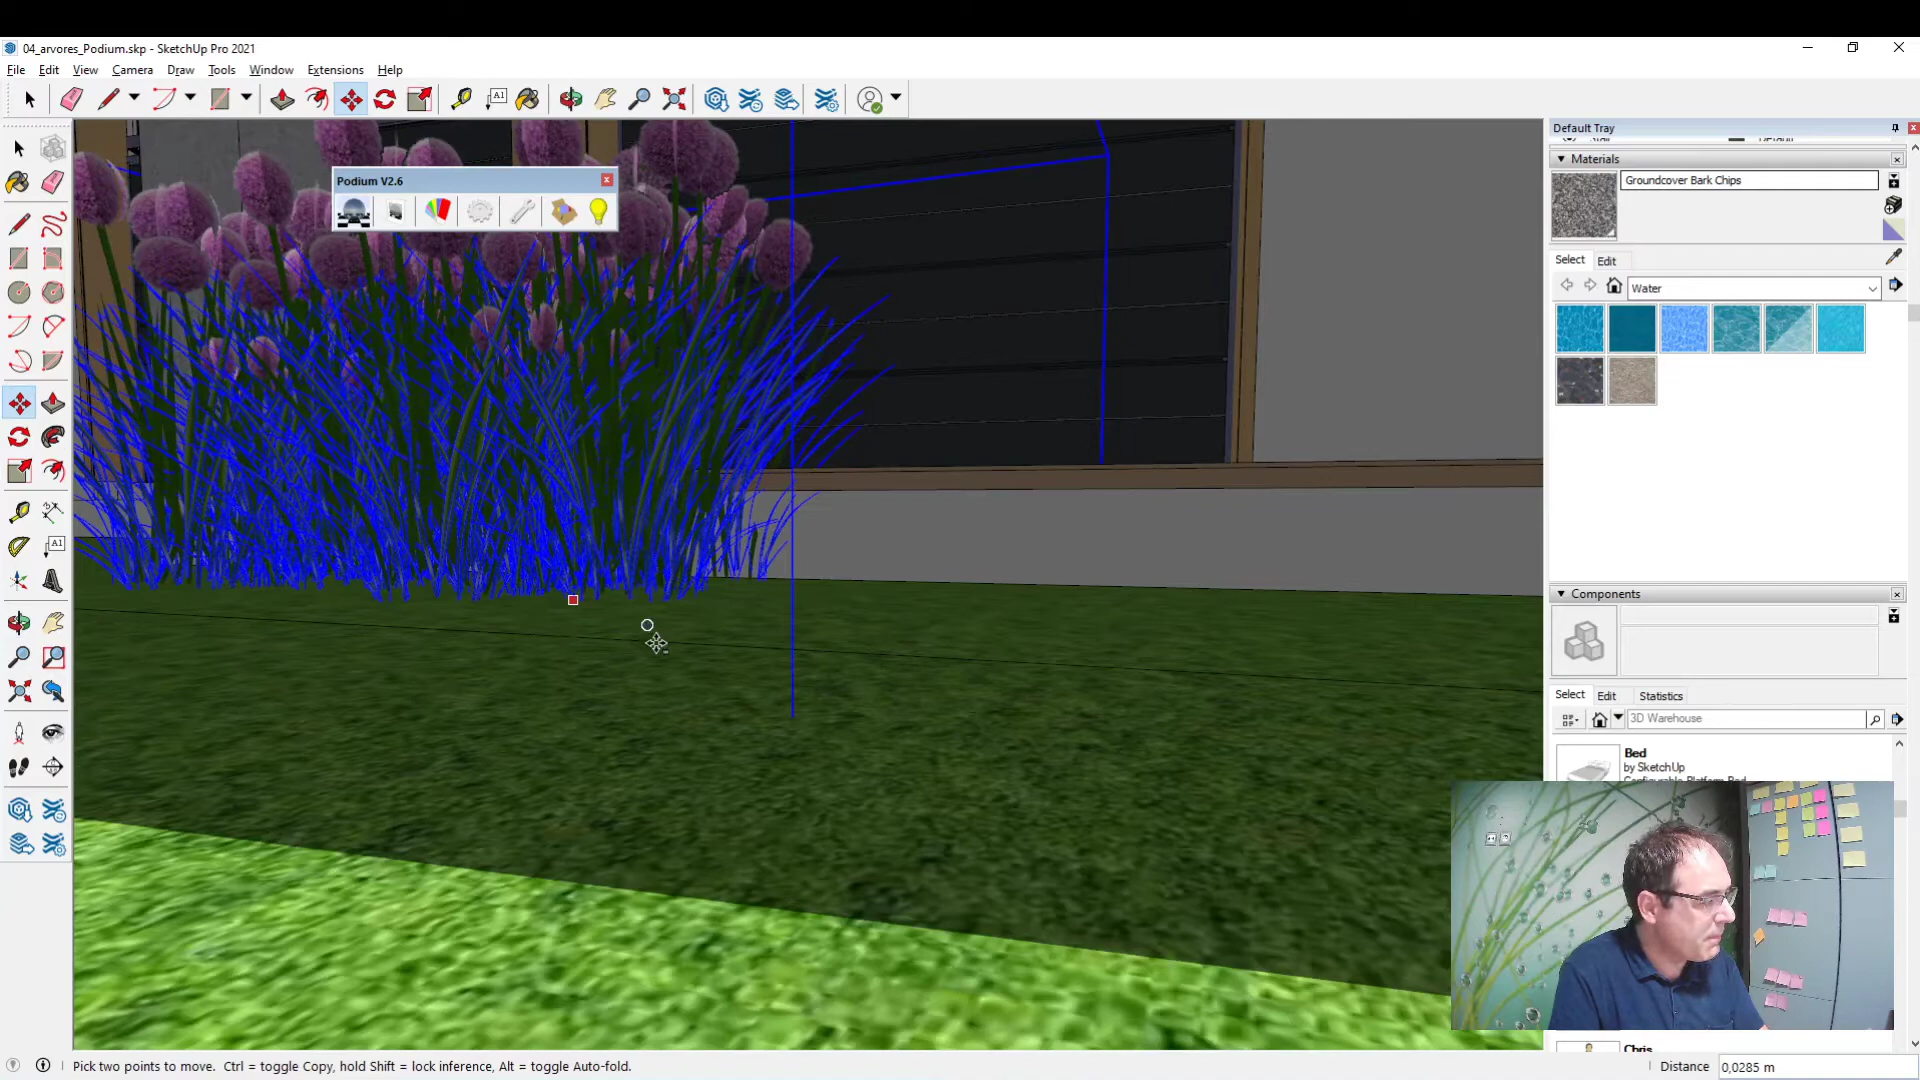 04_arvores_Podium.skp - SketchUp Pro 2021
File Edit View Camera Draw Tools Window Extensions Help
Default Tray
Materials
Groundcover Bark Chips
Podium V2.6
Select Edit
Water
Components
Select Edit Statistics
3D Warehouse
Bed
by SketchUp
Pick two points to move. Ctrl = toggle Copy, hold Shift = lock inference, Alt = toggle Auto-fold.
Distance 0,0285 m